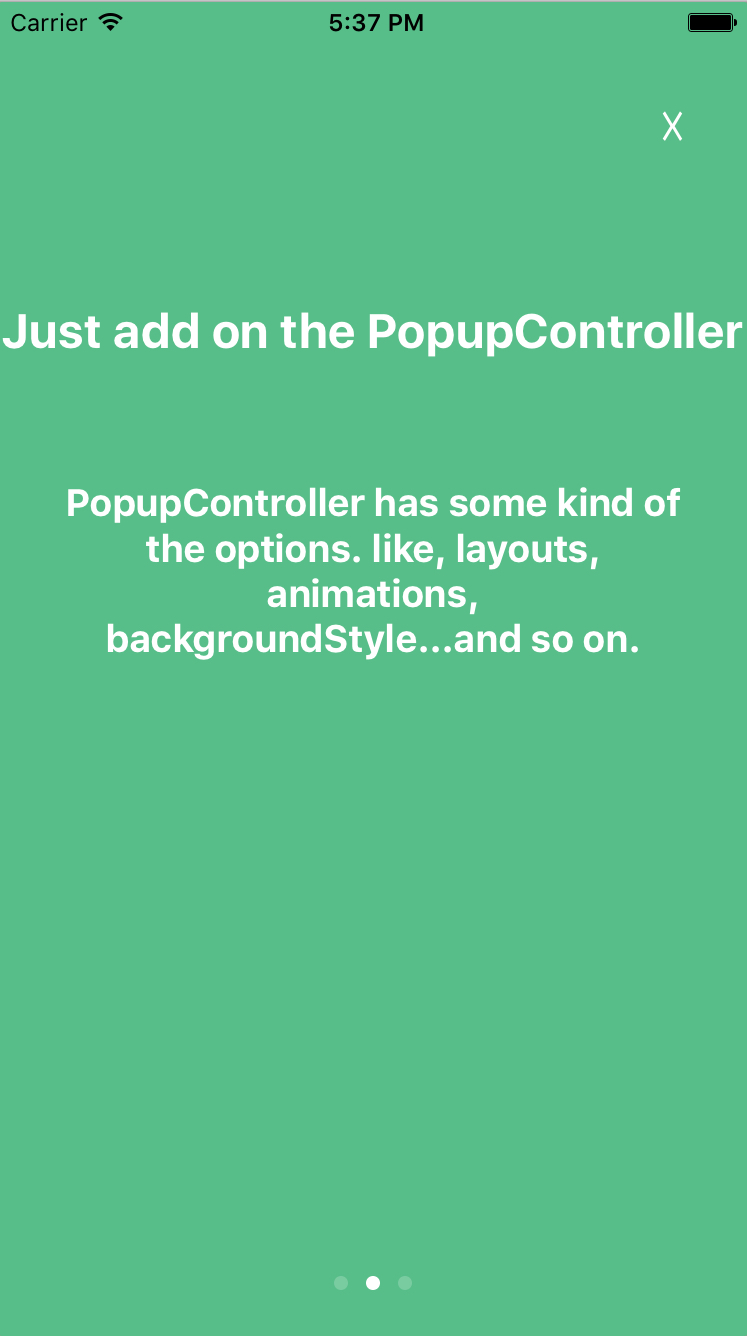 Carrier 5:37 PM
X
Just add on the PopupController
PopupController has some kind of
the options. like, layouts,
animations,
backgroundStyle...and so on.